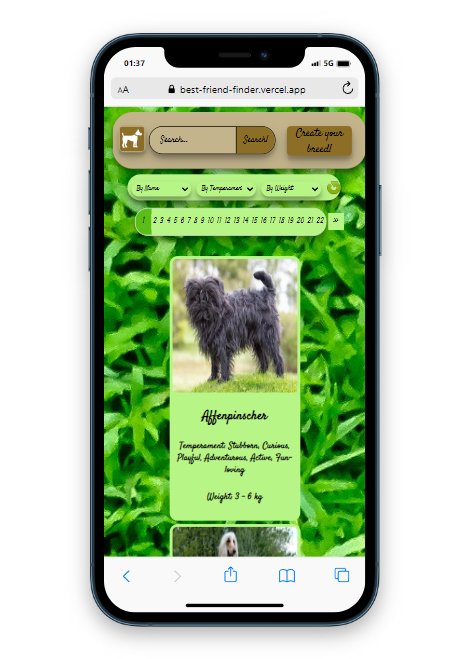 01:37
5G
AA
best-friend-finder.vercel.app
Search...
Search!
Create your
breed!
By Name
By Temperament
By Weight
1 2 3 4 5 6 7 8 9 10 11 12 13 14 15 16 17 18 19 20 21 22 »
Affenpinscher
Temperament: Stubborn, Curious,
Playful, Adventurous, Active, Fun-
loving
Weight: 3 - 6 kg